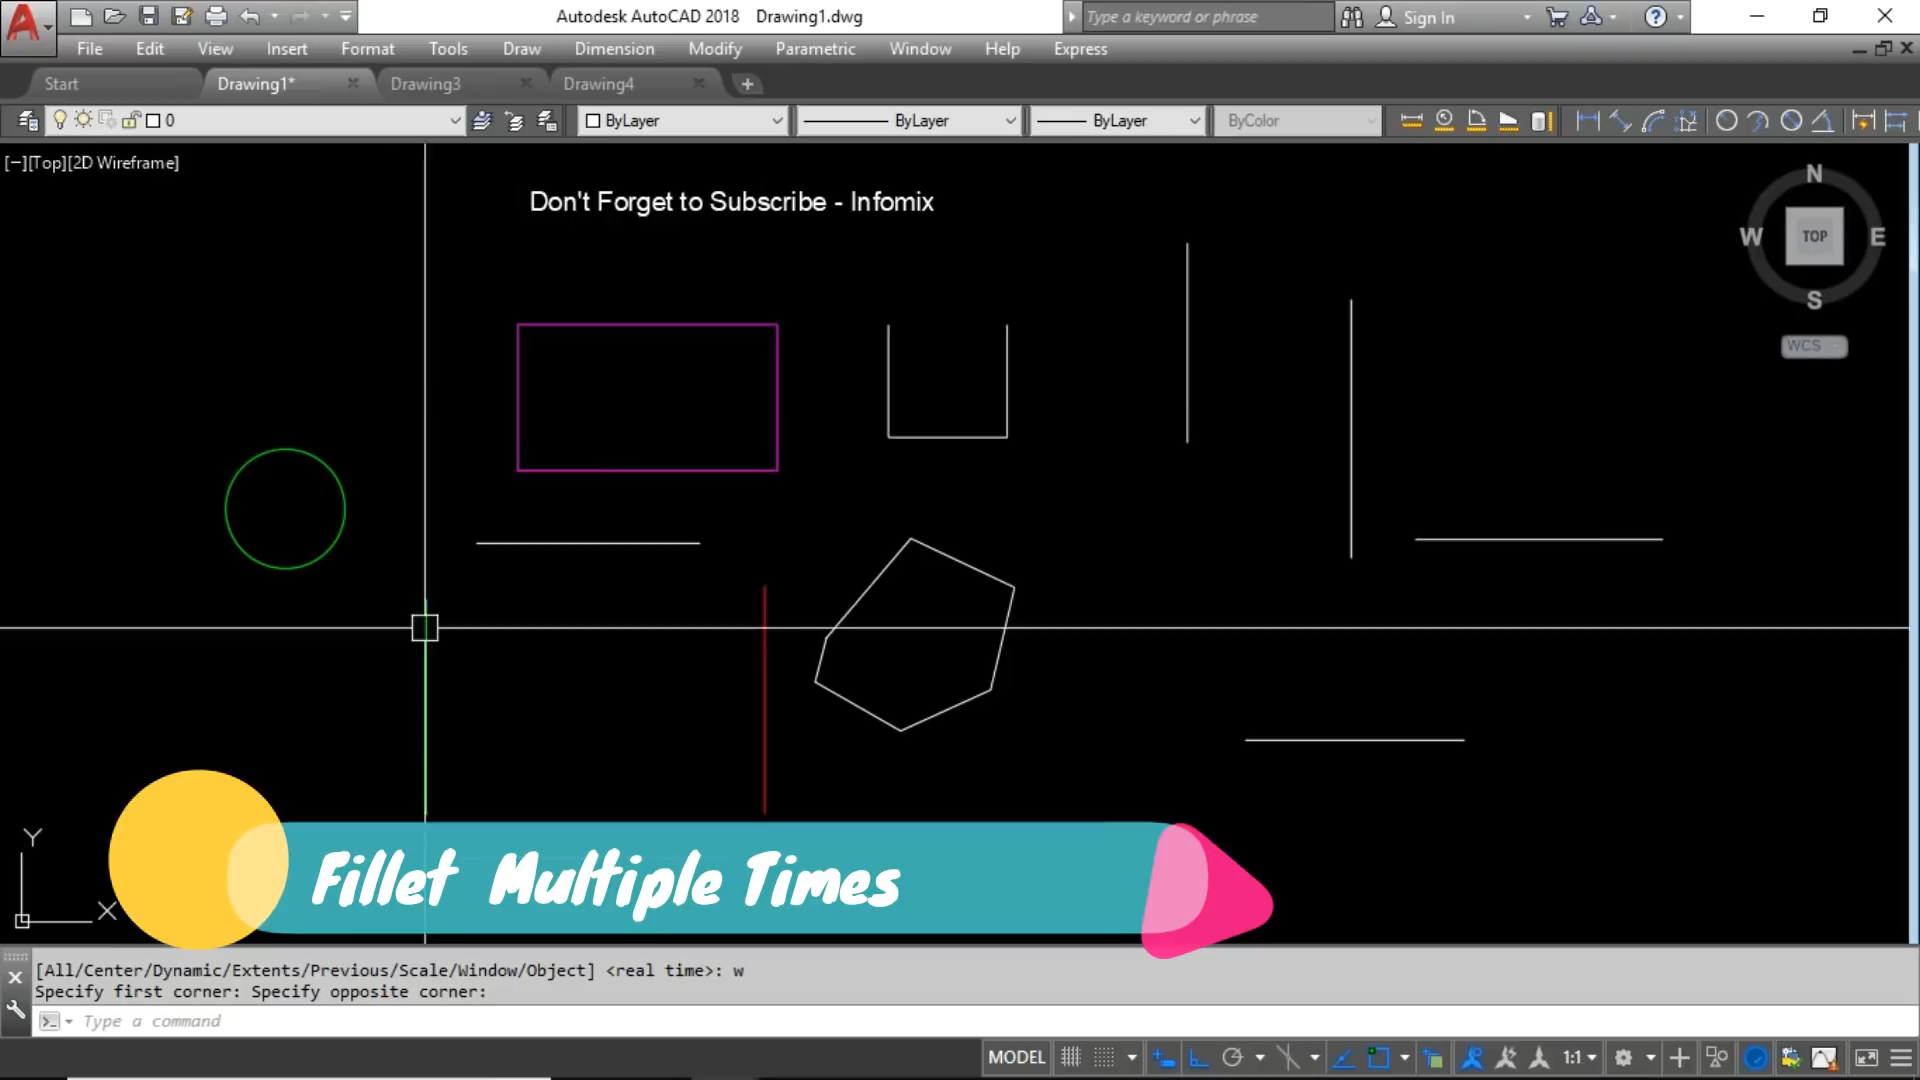 Autodesk AutoCAD 2018 Drawing1.dwg
Type a keyword or phrase
Sign In
File Edit View Insert Format Tools Draw Dimension Modify Parametric Window Help Express
Start Drawing1* Drawing3 Drawing4
0 ByLayer ByLayer ByLayer ByColor
[−][Top][2D Wireframe]
Don't Forget to Subscribe - Infomix
N
W TOP E
S
WCS
Y
X
Fillet Multiple Times
[All/Center/Dynamic/Extents/Previous/Scale/Window/Object] <real time>: w
Specify first corner: Specify opposite corner:
Type a command
MODEL 1:1